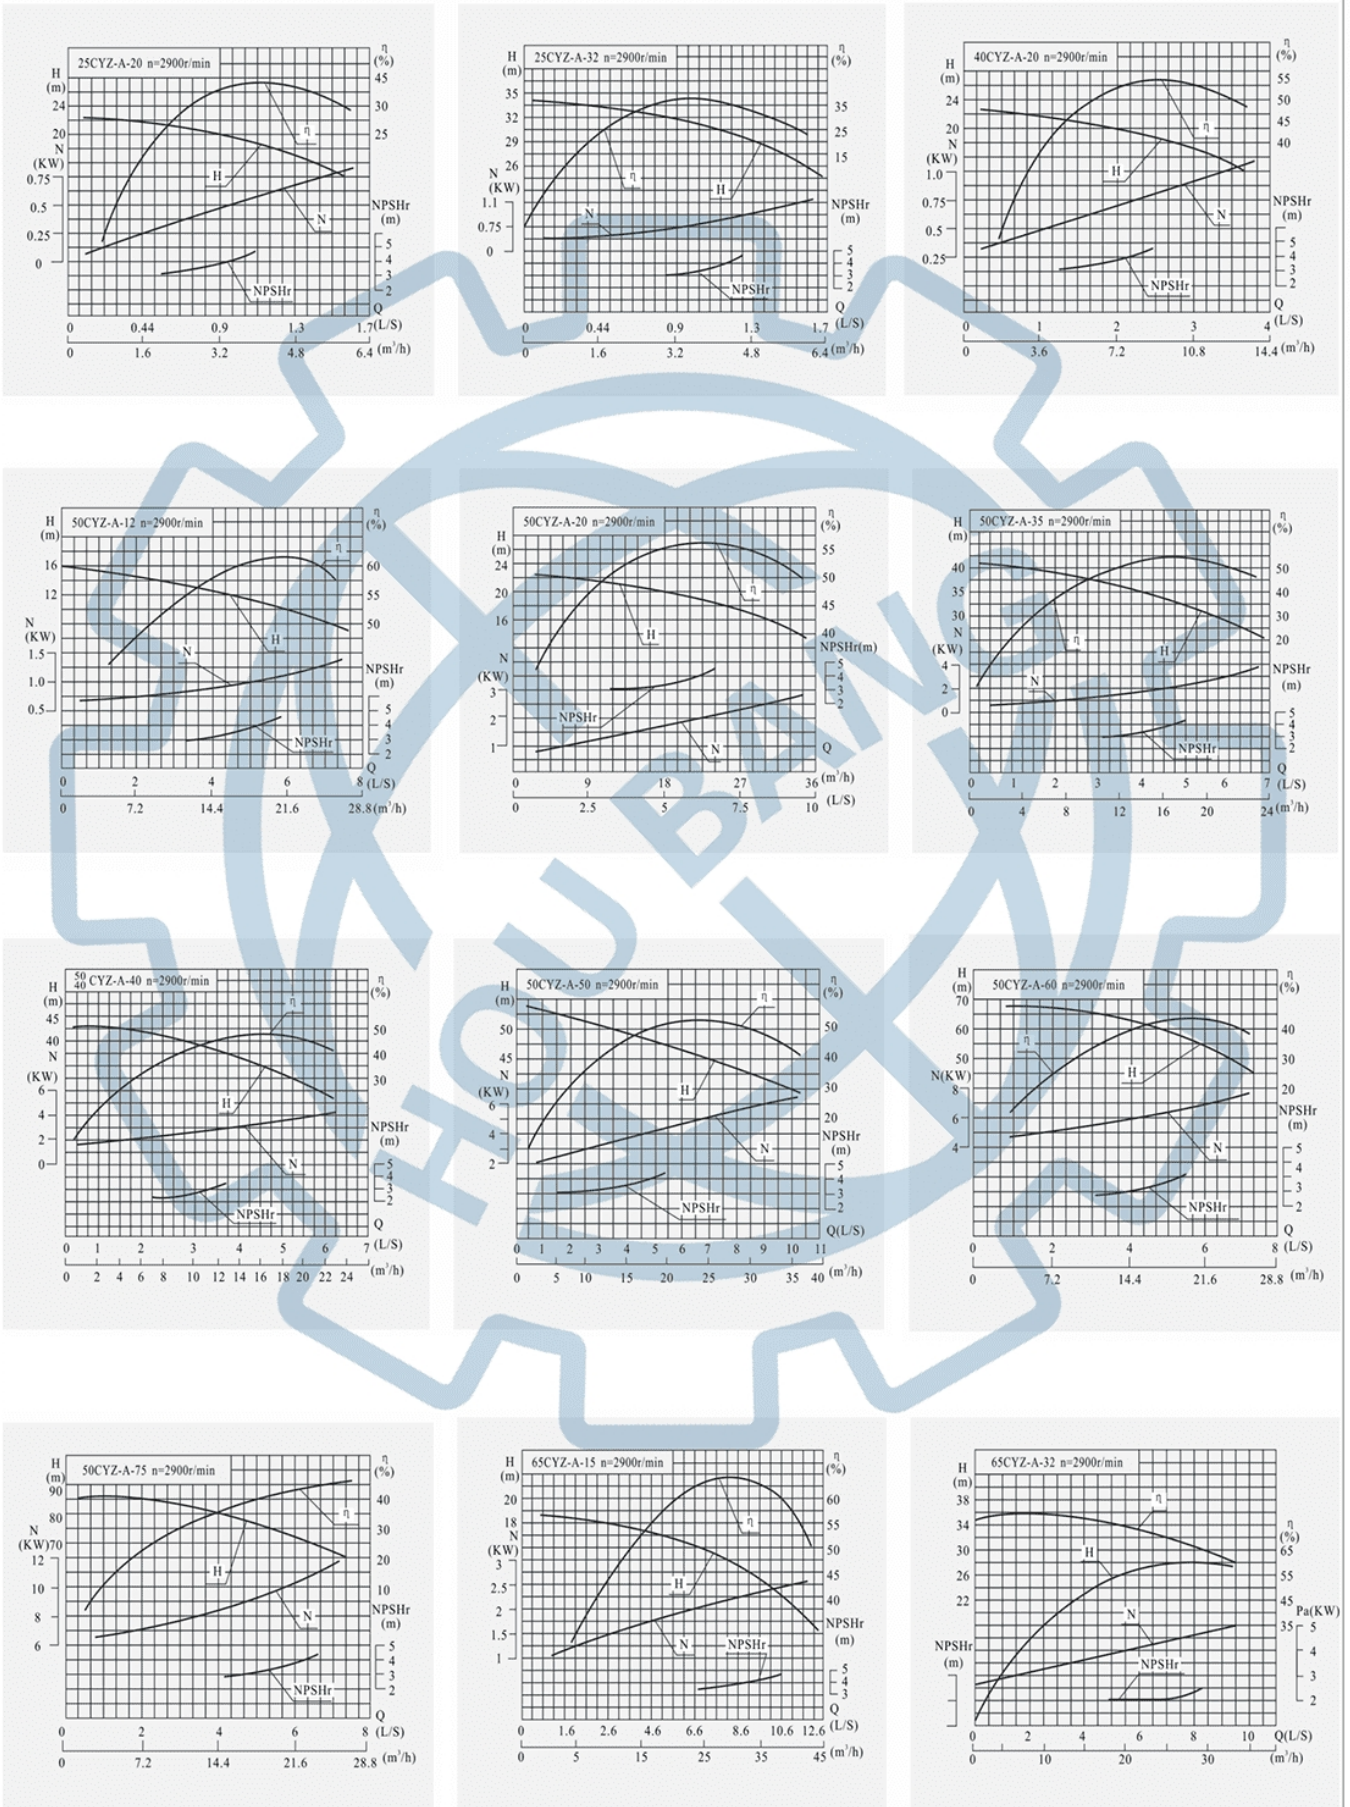 25CYZ-A-20 n=2900r/min
H
(m)
24
20
N
(KW)
0.75
0.5
0.25
0
η
(%)
45
30
25
η
H
N
NPSHr
(m)
5
4
3
2
NPSHr
Q
0 0.44 0.9 1.3 1.7 (L/S)
0 1.6 3.2 4.8 6.4 (m³/h)
25CYZ-A-32 n=2900r/min
H
(m)
35
32
29
26
N
(KW)
1.1
0.75
0
η
(%)
35
25
15
η
H
N
NPSHr
(m)
5
4
3
2
NPSHr
Q
0 0.44 0.9 1.3 1.7 (L/S)
0 1.6 3.2 4.8 6.4 (m³/h)
40CYZ-A-20 n=2900r/min
H
(m)
24
20
N
(KW)
1.0
0.75
0.5
0.25
η
(%)
55
50
45
40
η
H
N
NPSHr
(m)
5
4
3
2
NPSHr
Q
0 1 2 3 4 (L/S)
0 3.6 7.2 10.8 14.4 (m³/h)
50CYZ-A-12 n=2900r/min
H
(m)
16
12
N
(KW)
1.5
1.0
0.5
η
(%)
60
55
50
η
H
N
NPSHr
(m)
5
4
3
2
NPSHr
Q
0 2 4 6 8 (L/S)
0 7.2 14.4 21.6 28.8 (m³/h)
50CYZ-A-20 n=2900r/min
H
(m)
24
20
16
N
(KW)
3
2
1
η
(%)
55
50
45
40
η
H
NPSHr(m)
5
4
3
2
NPSHr
N
Q
0 9 18 27 36 (m³/h)
0 2.5 5 7.5 10 (L/S)
50CYZ-A-35 n=2900r/min
H
(m)
40
35
30
N
(KW)
4
2
0
η
(%)
50
40
30
20
η
H
N
NPSHr
(m)
5
4
3
2
NPSHr
Q
0 1 2 3 4 5 6 7 (L/S)
0 4 8 12 16 20 24 (m³/h)
50
40 CYZ-A-40 n=2900r/min
H
(m)
45
40
N
(KW)
6
4
2
0
η
(%)
50
40
30
η
H
N
NPSHr
(m)
5
4
3
2
NPSHr
Q
0 1 2 3 4 5 6 7 (L/S)
0 2 4 6 8 10 12 14 16 18 20 22 24 (m³/h)
50CYZ-A-50 n=2900r/min
H
(m)
50
45
N
(KW)
6
4
2
η
(%)
50
40
30
20
η
H
N
NPSHr
(m)
5
4
3
2
NPSHr
Q(L/S)
0 1 2 3 4 5 6 7 8 9 10 11
0 5 10 15 20 25 30 35 40 (m³/h)
50CYZ-A-60 n=2900r/min
H
(m)
70
60
50
N(KW)
8
6
4
η
(%)
40
30
20
η
H
N
NPSHr
(m)
5
4
3
2
NPSHr
Q
0 2 4 6 8 (L/S)
0 7.2 14.4 21.6 28.8 (m³/h)
50CYZ-A-75 n=2900r/min
H
(m)
90
80
N
(KW)70
12
10
8
6
η
(%)
40
30
20
10
η
H
N
NPSHr
(m)
5
4
3
2
NPSHr
Q
0 2 4 6 8 (L/S)
0 7.2 14.4 21.6 28.8 (m³/h)
65CYZ-A-15 n=2900r/min
H
(m)
20
18
N
(KW)
3
2.5
2
1.5
1
η
(%)
60
55
50
45
40
η
H
N
NPSHr
NPSHr
(m)
5
4
3
Q
0 1.6 2.6 4.6 6.6 8.6 10.6 12.6 (L/S)
0 5 15 25 35 45 (m³/h)
65CYZ-A-32 n=2900r/min
H
(m)
38
34
30
26
22
NPSHr
(m)
η
(%)
65
55
45
35
Pa(KW)
5
4
3
2
η
H
N
NPSHr
0 2 4 6 8 10 Q(L/S)
0 10 20 30 (m³/h)
HOU BANG